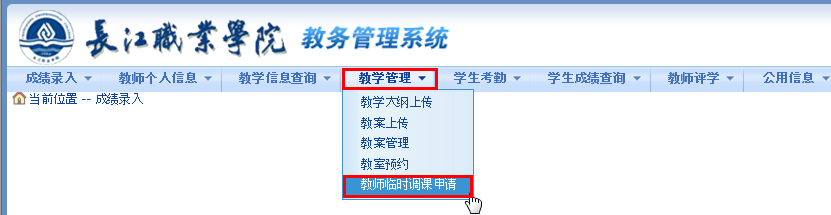 長江職業學院 教务管理系统
成绩录入 教师个人信息 教学信息查询 教学管理 学生考勤 学生成绩查询 教师评学 公用信息
当前位置 -- 成绩录入
教学大纲上传
教案上传
教案管理
教室预约
教师临时调课申请